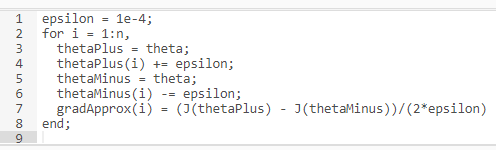 1 epsilon = 1e-4;
2 for i = 1:n,
3   thetaPlus = theta;
4   thetaPlus(i) += epsilon;
5   thetaMinus = theta;
6   thetaMinus(i) -= epsilon;
7   gradApprox(i) = (J(thetaPlus) - J(thetaMinus))/(2*epsilon)
8 end;
9